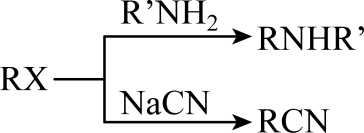 R’NH₂
RNHR’
RX
NaCN
RCN